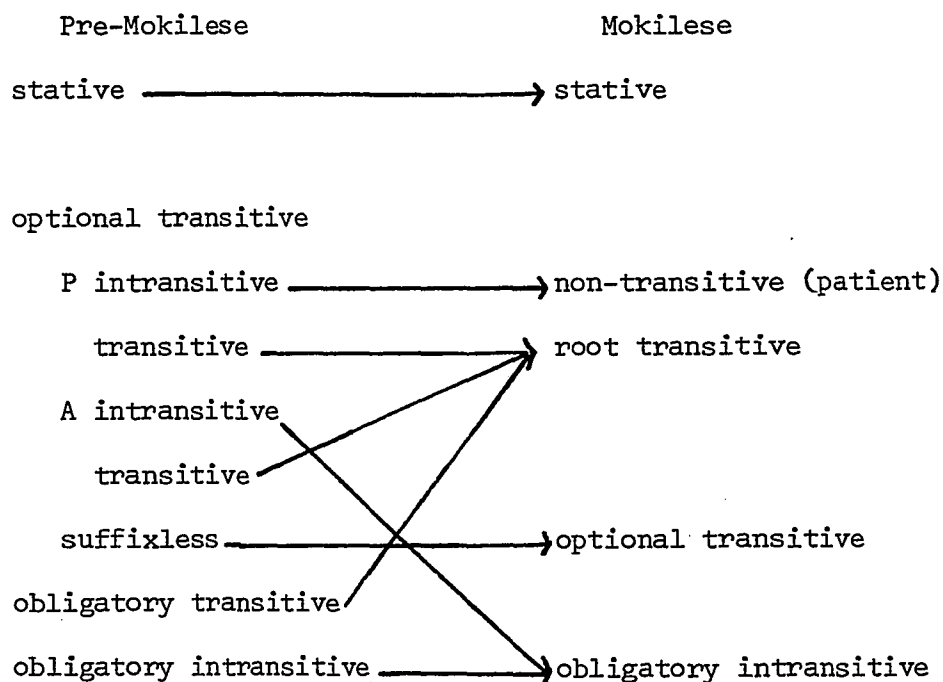 Pre-Mokilese Mokilese
stative stative
optional transitive
P intransitive non-transitive (patient)
transitive root transitive
A intransitive
transitive
suffixless optional transitive
obligatory transitive
obligatory intransitive obligatory intransitive